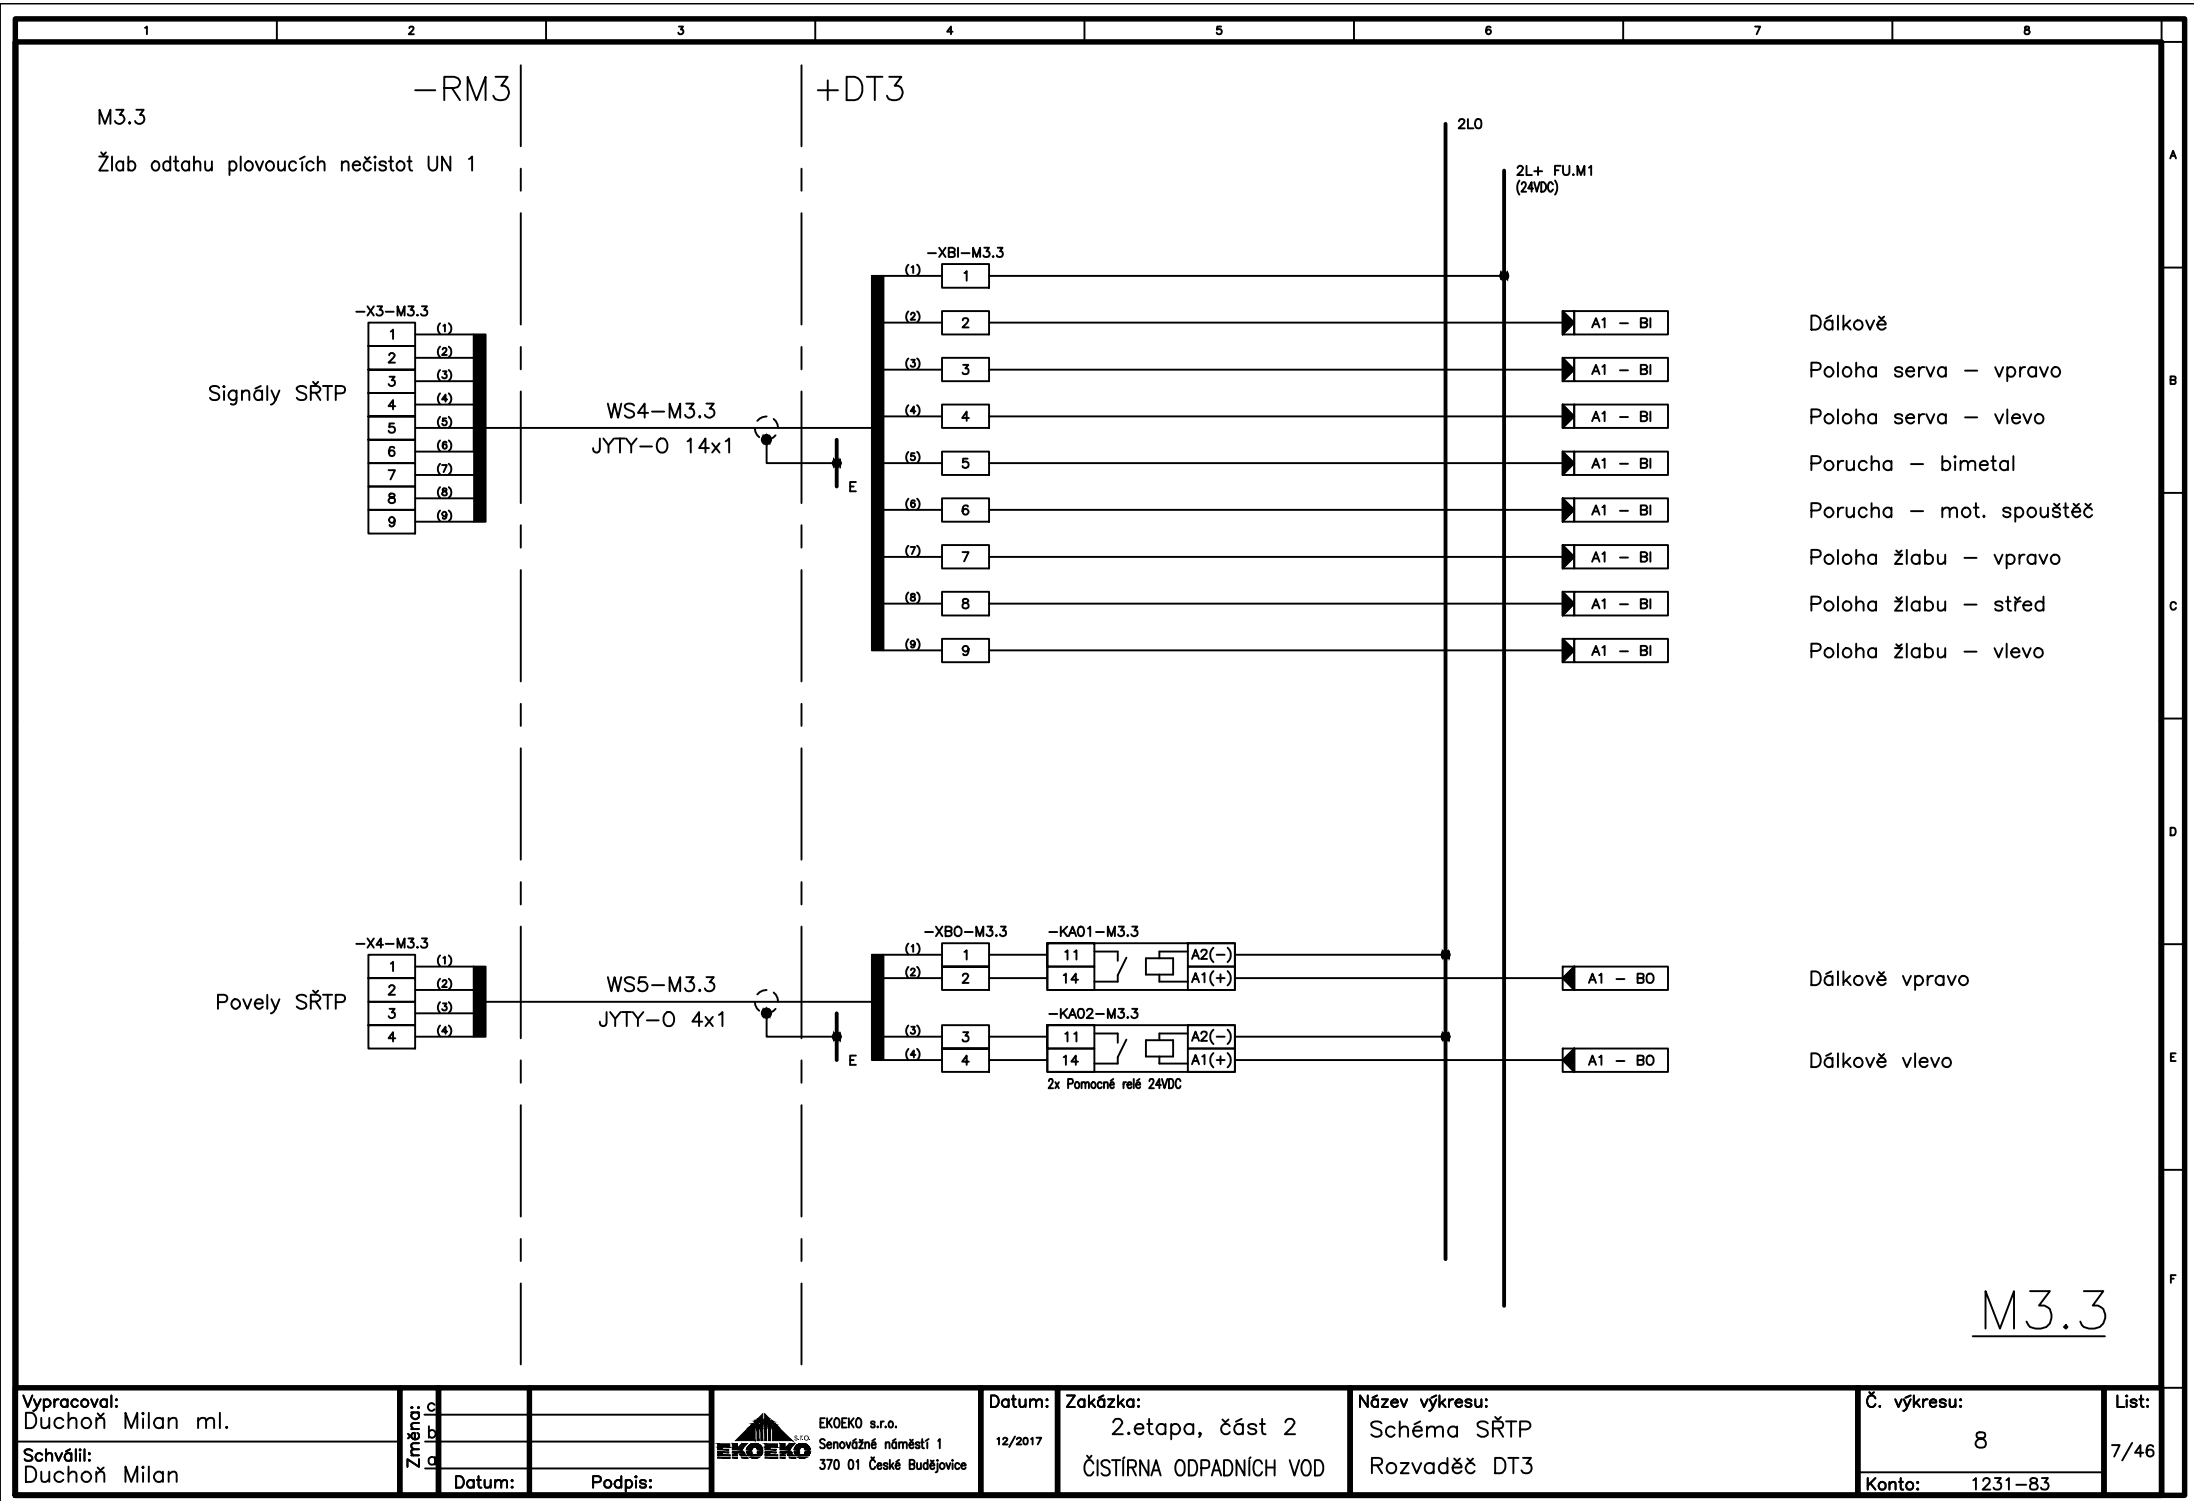 1 2 3 4 5 6 7 8
A
B
C
D
E
F
-RM3
+DT3
M3.3
Žlab odtahu plovoucích nečistot UN 1
2L0
2L+ FU.M1
(24VDC)
-X3-M3.3
Signály SŘTP
1 (1)
2 (2)
3 (3)
4 (4)
5 (5)
6 (6)
7 (7)
8 (8)
9 (9)
WS4-M3.3
JYTY-O 14x1
E
-XBI-M3.3
(1) 1
(2) 2 A1 - BI Dálkově
(3) 3 A1 - BI Poloha serva - vpravo
(4) 4 A1 - BI Poloha serva - vlevo
(5) 5 A1 - BI Porucha - bimetal
(6) 6 A1 - BI Porucha - mot. spouštěč
(7) 7 A1 - BI Poloha žlabu - vpravo
(8) 8 A1 - BI Poloha žlabu - střed
(9) 9 A1 - BI Poloha žlabu - vlevo
-X4-M3.3
Povely SŘTP
1 (1)
2 (2)
3 (3)
4 (4)
WS5-M3.3
JYTY-O 4x1
E
-XBO-M3.3 -KA01-M3.3
(1) 1 11 A2(-)
(2) 2 14 A1(+) A1 - BO Dálkově vpravo
-KA02-M3.3
(3) 3 11 A2(-)
(4) 4 14 A1(+) A1 - BO Dálkově vlevo
2x Pomocné relé 24VDC
M3.3
Vypracoval:
Duchoň Milan ml.
Schválil:
Duchoň Milan
Změna:
c
b
a
Datum:
Podpis:
EKOEKO s.r.o.
EKOEKO s.r.o.
Senovážné náměstí 1
370 01 České Budějovice
Datum:
12/2017
Zakázka:
2.etapa, část 2
ČISTÍRNA ODPADNÍCH VOD
Název výkresu:
Schéma SŘTP
Rozvaděč DT3
Č. výkresu:
8
Konto: 1231-83
List:
7/46